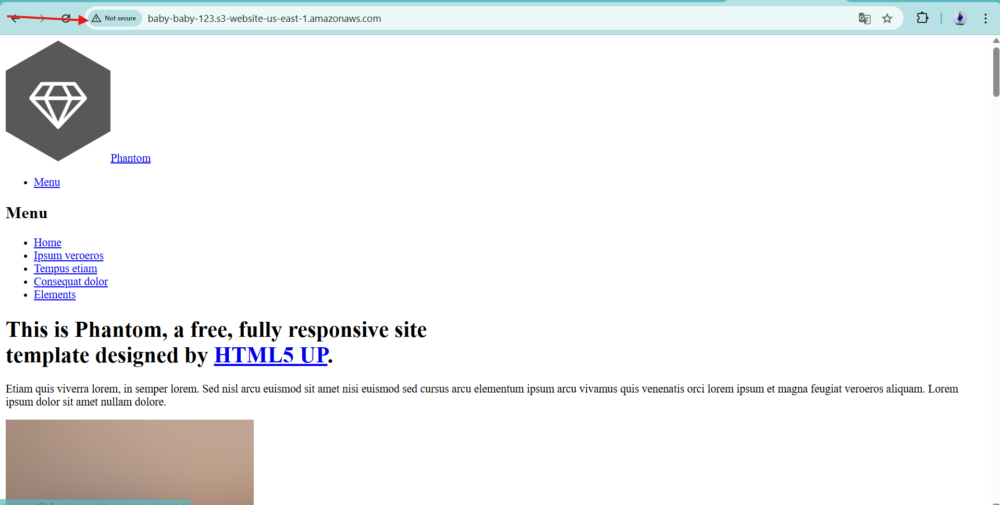 Not secure baby-baby-123.s3-website-us-east-1.amazonaws.com
Phantom
Menu
Menu
Home
Ipsum veroeros
Tempus etiam
Consequat dolor
Elements
This is Phantom, a free, fully responsive site
template designed by HTML5 UP.
Etiam quis viverra lorem, in semper lorem. Sed nisl arcu euismod sit amet nisi euismod sed cursus arcu elementum ipsum arcu vivamus quis venenatis orci lorem ipsum et magna feugiat veroeros aliquam. Lorem
ipsum dolor sit amet nullam dolore.